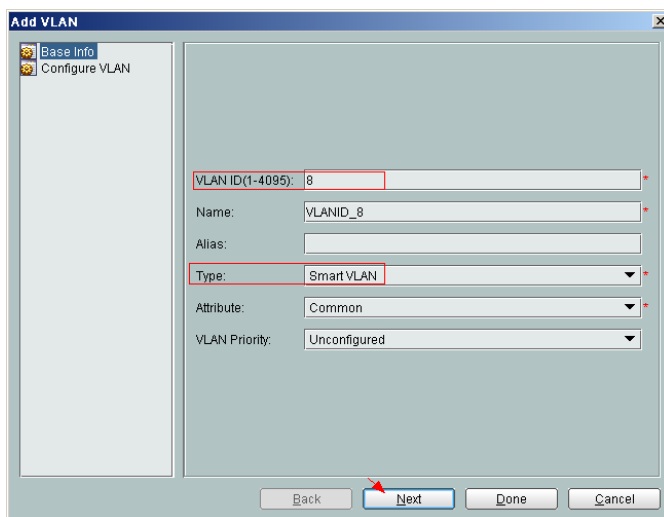 Add VLAN
Base Info
Configure VLAN
VLAN ID(1-4095): 8 *
Name: VLANID_8 *
Alias:
Type: Smart VLAN *
Attribute: Common *
VLAN Priority: Unconfigured
Back Next Done Cancel